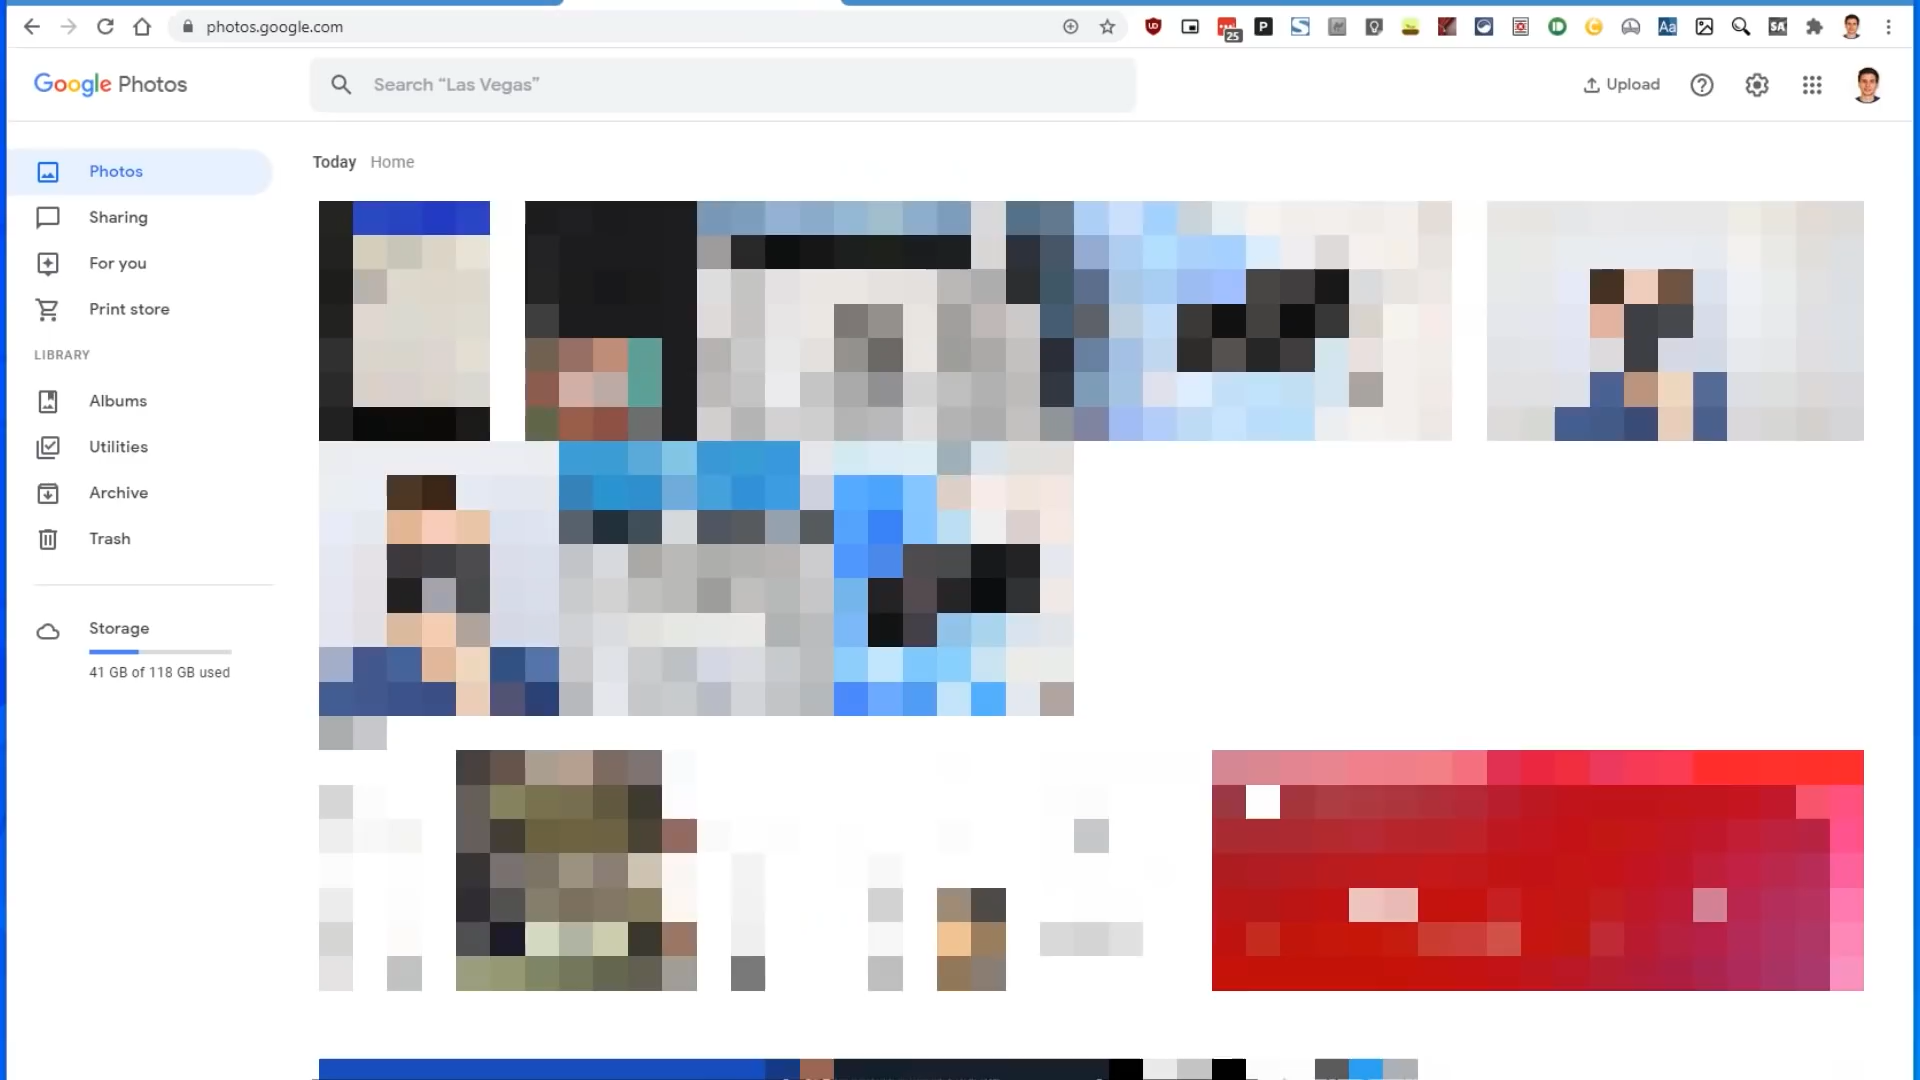 photos.google.com
25
Google Photos
Search “Las Vegas”
Upload
Photos
Sharing
For you
Print store
LIBRARY
Albums
Utilities
Archive
Trash
Storage
41 GB of 118 GB used
Today Home